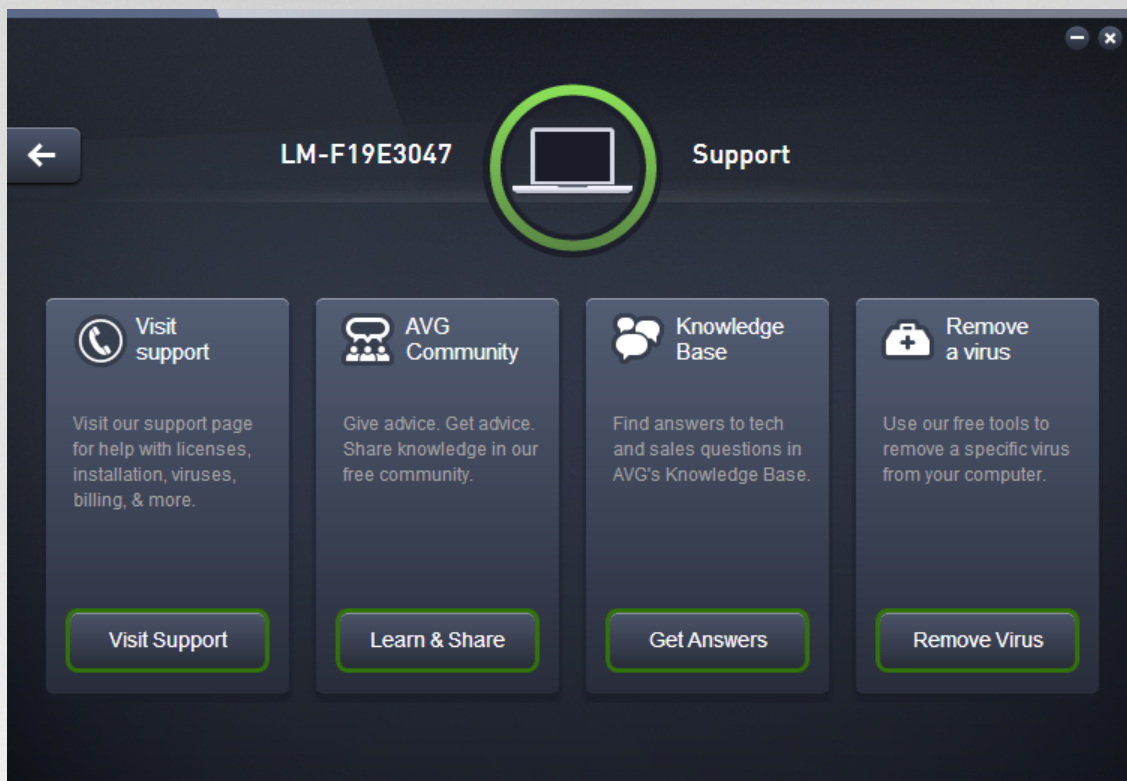 LM-F19E3047
Support
Visit
support
Visit our support page
for help with licenses,
installation, viruses,
billing, & more.
Visit Support
AVG
Community
Give advice. Get advice.
Share knowledge in our
free community.
Learn & Share
Knowledge
Base
Find answers to tech
and sales questions in
AVG's Knowledge Base.
Get Answers
Remove
a virus
Use our free tools to
remove a specific virus
from your computer.
Remove Virus